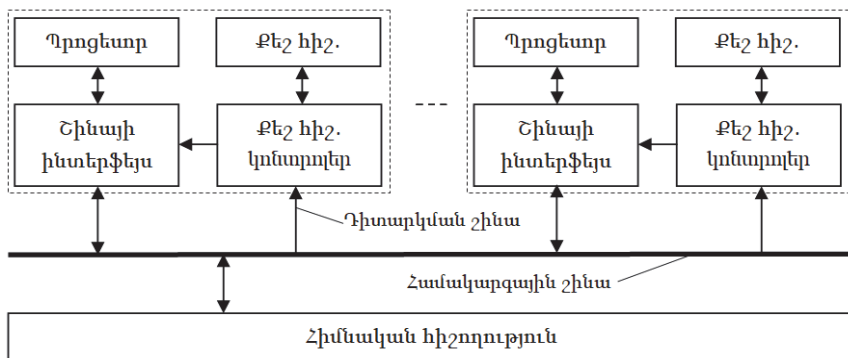 Պրոցեսոր
Քեշ հիշ.
Պրոցեսոր
Քեշ հիշ.
Շինայի
ինտերֆեյս
Քեշ հիշ.
կոնտրոլեր
Շինայի
ինտերֆեյս
Քեշ հիշ.
կոնտրոլեր
Դիտարկման շինա
Համակարգային շինա
Հիմնական հիշողություն